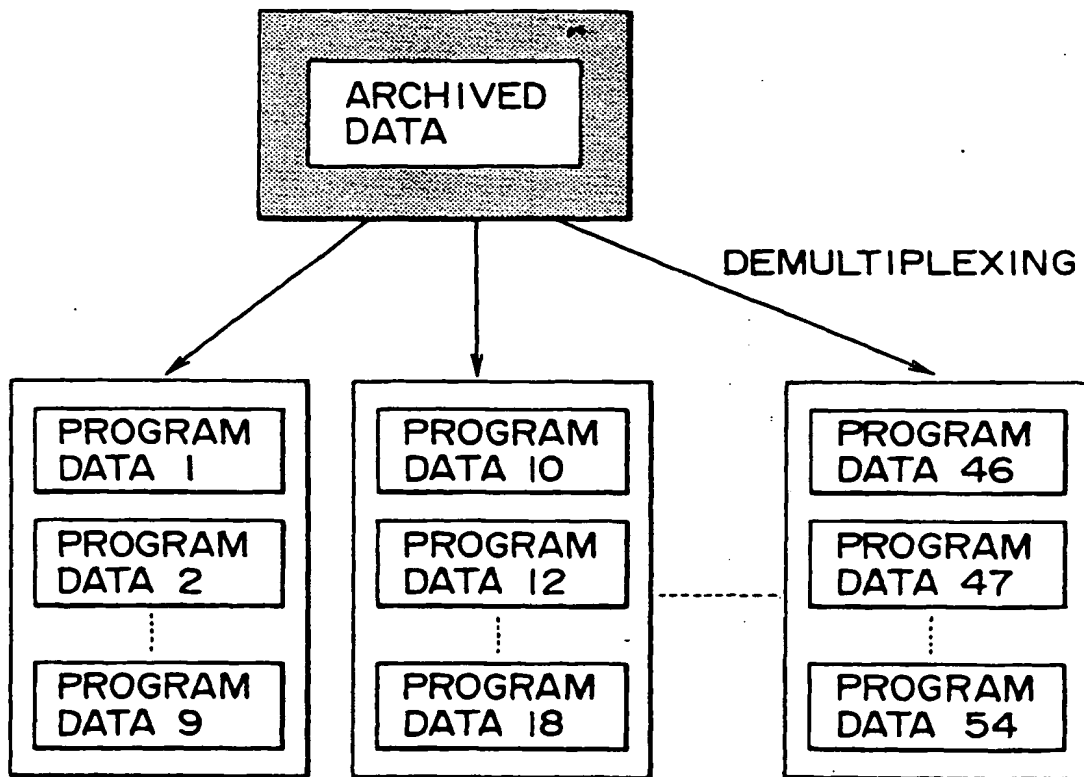 ARCHIVED
DATA
DEMULTIPLEXING
PROGRAM
DATA 1
PROGRAM
DATA 2
PROGRAM
DATA 9
PROGRAM
DATA 10
PROGRAM
DATA 12
PROGRAM
DATA 18
PROGRAM
DATA 46
PROGRAM
DATA 47
PROGRAM
DATA 54